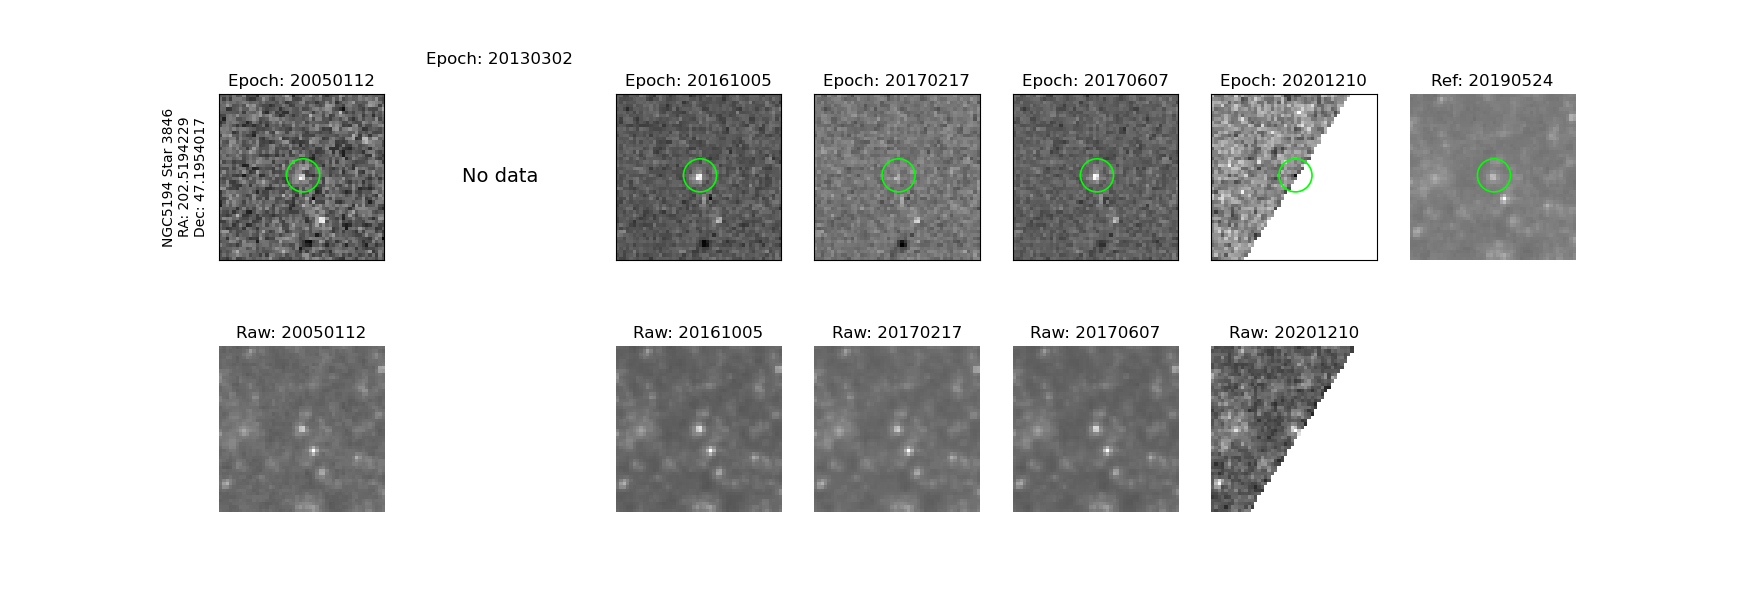 Epoch: 20130302
Epoch: 20050112
Epoch: 20161005
Epoch: 20170217
Epoch: 20170607
Epoch: 20201210
Ref: 20190524
NGC5194 Star 3846
RA: 202.5194229
Dec: 47.1954017
No data
Raw: 20050112
Raw: 20161005
Raw: 20170217
Raw: 20170607
Raw: 20201210